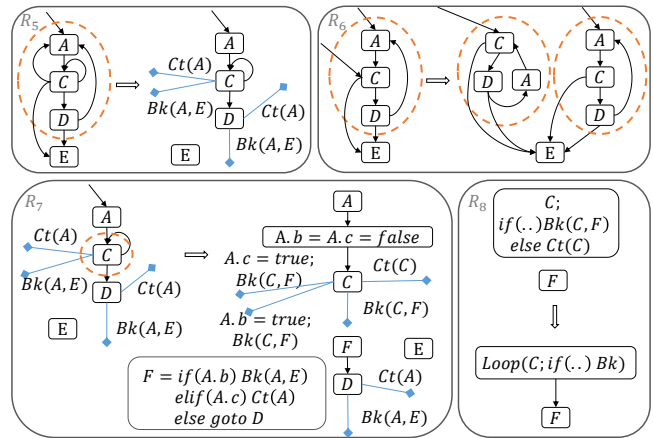 R5
A
C
D
E
A
C
D
E
Ct(A)
Bk(A, E)
Ct(A)
Bk(A, E)
R6
A
C
D
E
C
D
A
E
A
C
D
R7
A
C
D
E
Ct(A)
Bk(A, E)
Ct(A)
Bk(A, E)
A
A.b = A.c = false
A.c = true;
Bk(C, F)
A.b = true;
Bk(C, F)
C
Ct(C)
Bk(C, F)
F
E
D
Ct(A)
Bk(A, E)
F = if(A.b) Bk(A, E)
elif(A.c) Ct(A)
else goto D
R8
C;
if(..)Bk(C, F)
else Ct(C)
F
Loop(C; if(..) Bk)
F